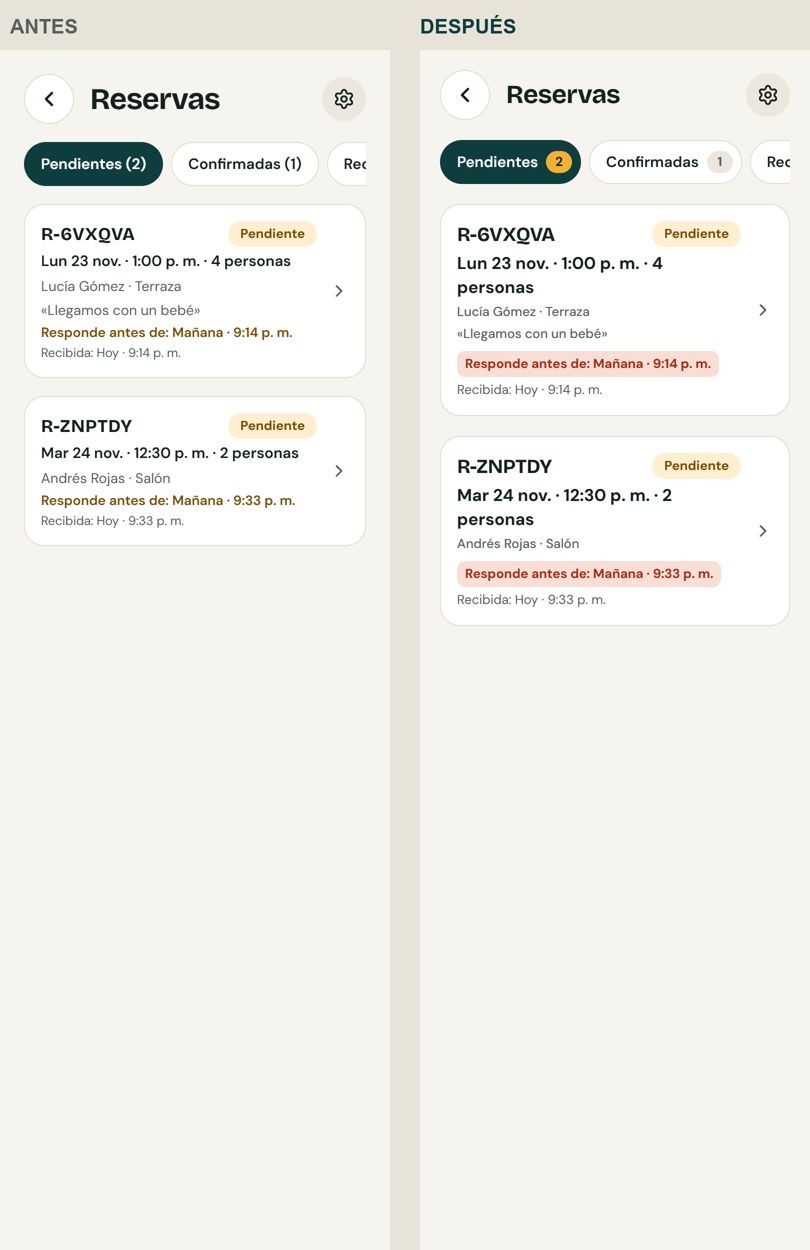 ANTES
Reservas
Pendientes (2)
Confirmadas (1)
Rec
R-6VXQVA
Pendiente
Lun 23 nov. · 1:00 p. m. · 4 personas
Lucía Gómez · Terraza
«Llegamos con un bebé»
Responde antes de: Mañana · 9:14 p. m.
Recibida: Hoy · 9:14 p. m.
R-ZNPTDY
Pendiente
Mar 24 nov. · 12:30 p. m. · 2 personas
Andrés Rojas · Salón
Responde antes de: Mañana · 9:33 p. m.
Recibida: Hoy · 9:33 p. m.
DESPUÉS
Reservas
Pendientes 2
Confirmadas 1
Rec
R-6VXQVA
Pendiente
Lun 23 nov. · 1:00 p. m. · 4
personas
Lucía Gómez · Terraza
«Llegamos con un bebé»
Responde antes de: Mañana · 9:14 p. m.
Recibida: Hoy · 9:14 p. m.
R-ZNPTDY
Pendiente
Mar 24 nov. · 12:30 p. m. · 2
personas
Andrés Rojas · Salón
Responde antes de: Mañana · 9:33 p. m.
Recibida: Hoy · 9:33 p. m.